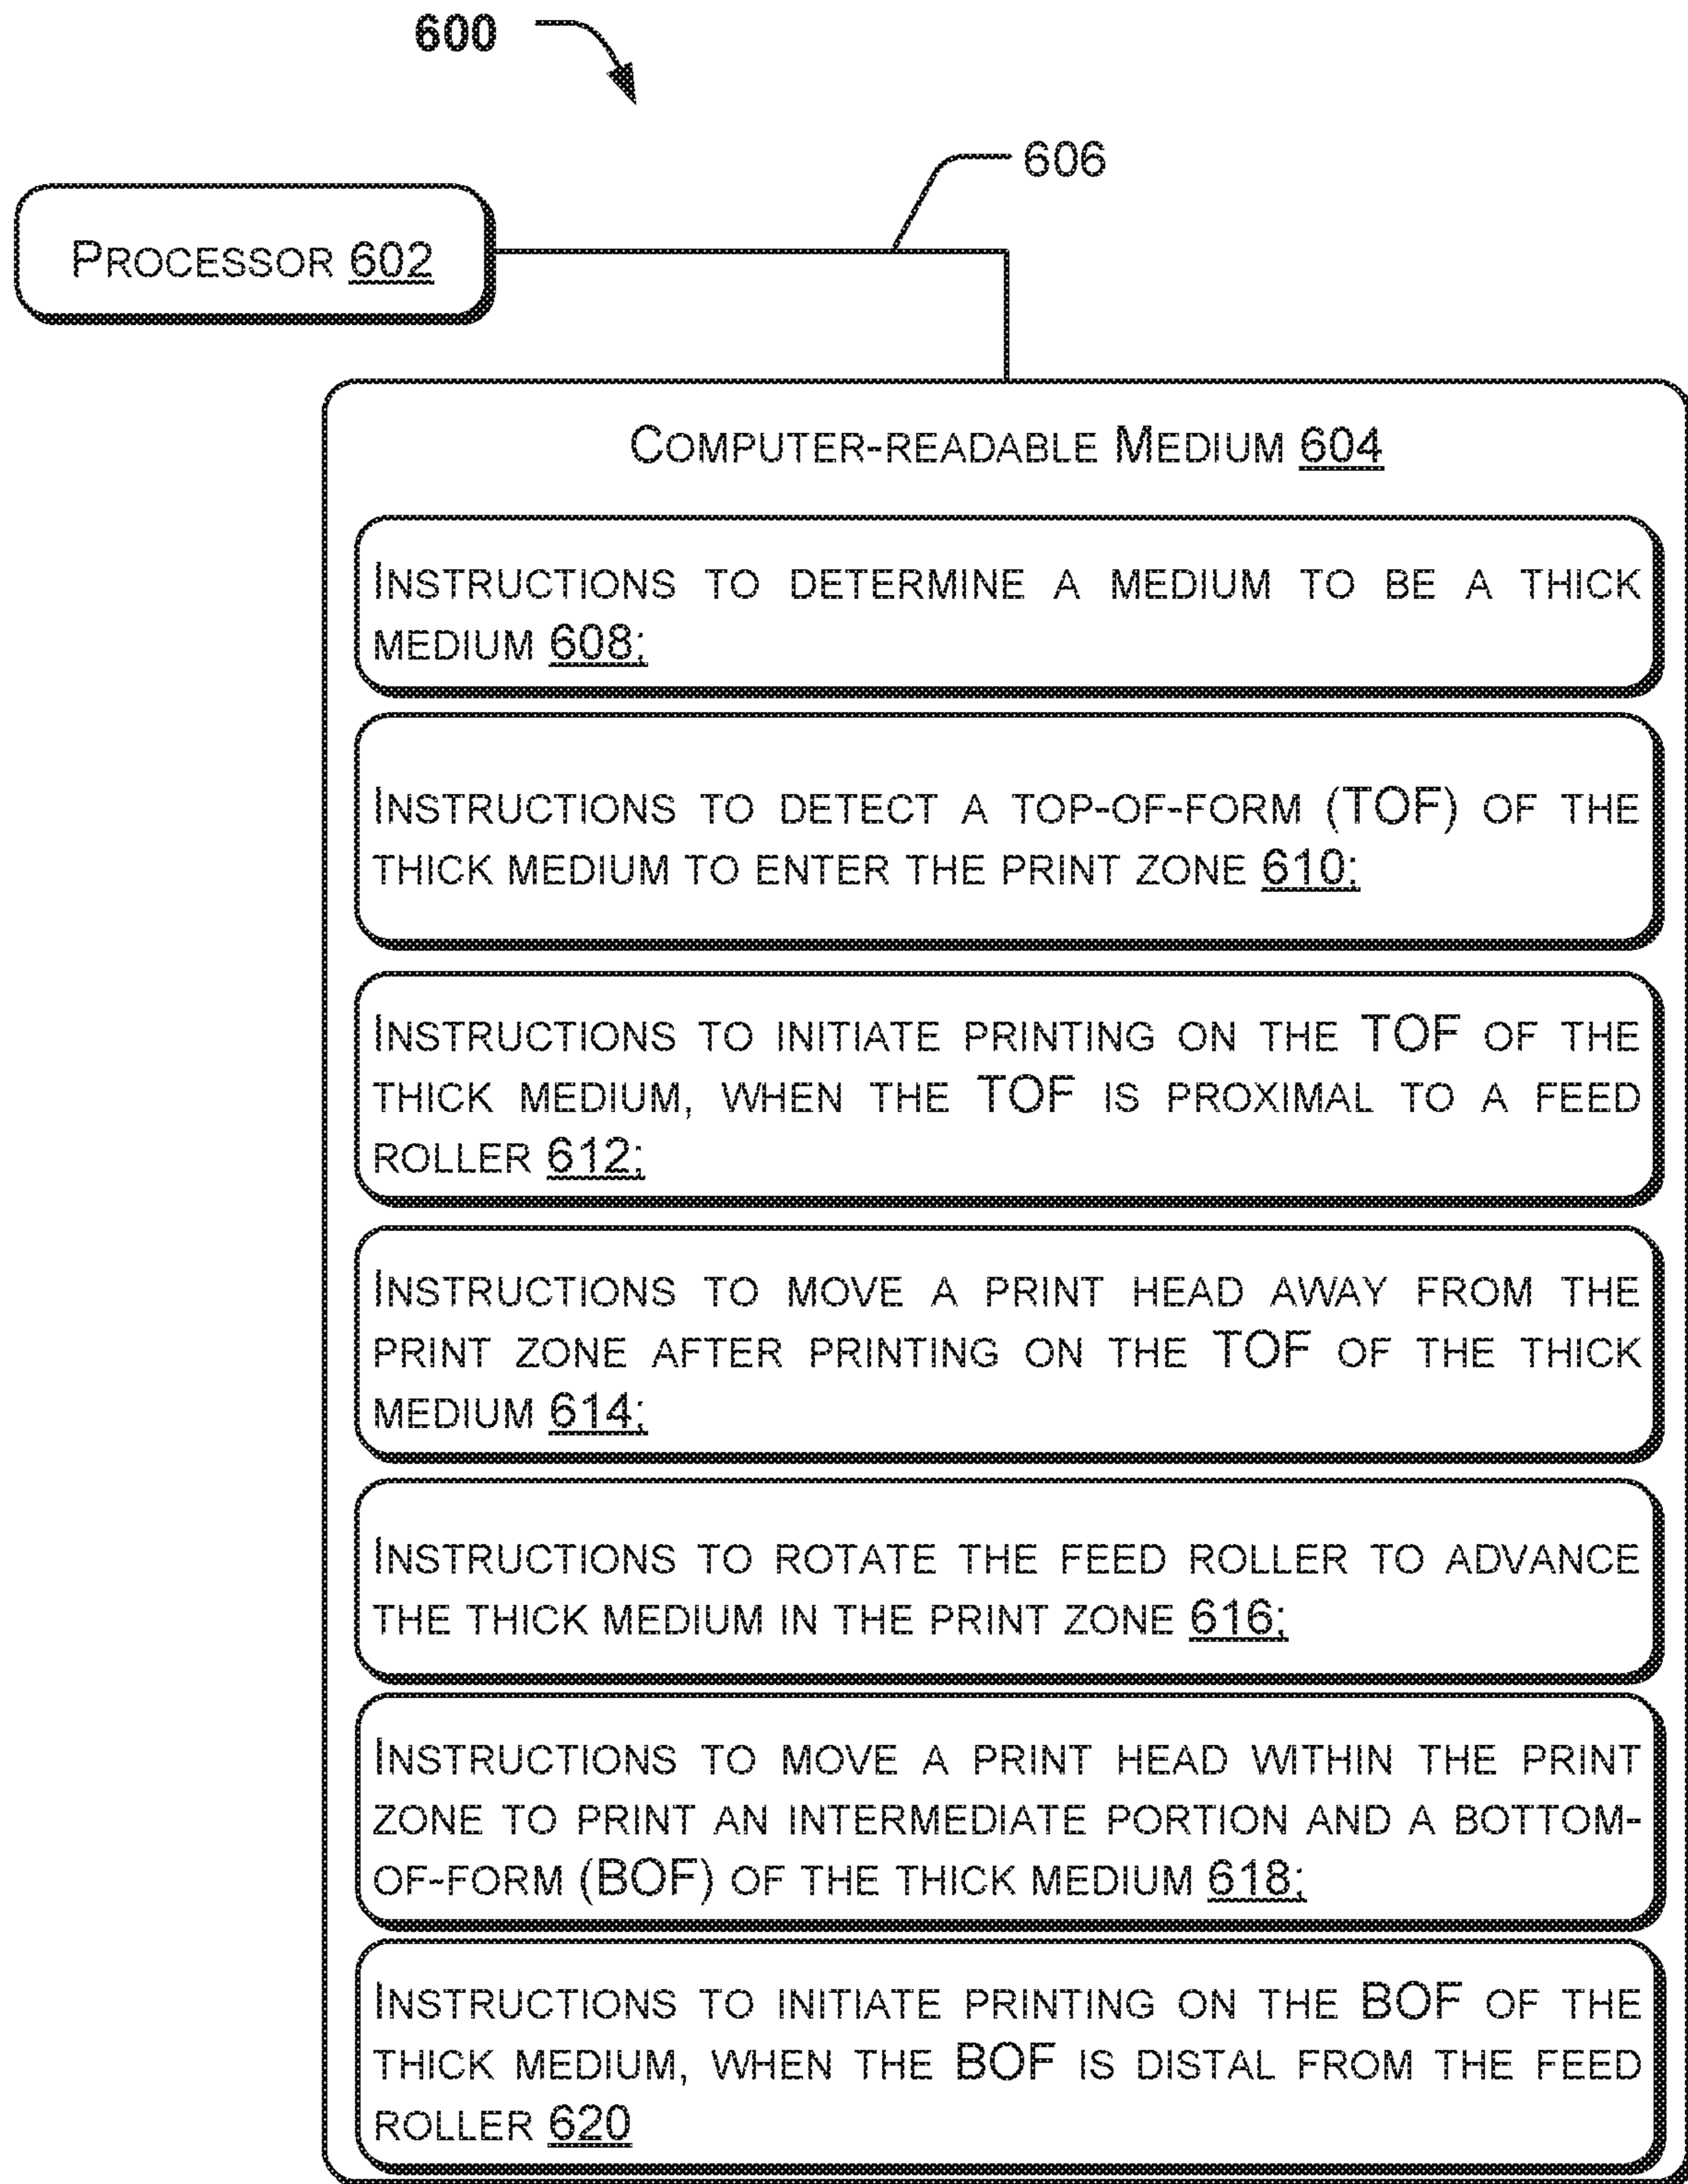 600
606
PROCESSOR 602
COMPUTER-READABLE MEDIUM 604
INSTRUCTIONS TO DETERMINE A MEDIUM TO BE A THICK
MEDIUM 608;
INSTRUCTIONS TO DETECT A TOP-OF-FORM (TOF) OF THE
THICK MEDIUM TO ENTER THE PRINT ZONE 610;
INSTRUCTIONS TO INITIATE PRINTING ON THE TOF OF THE
THICK MEDIUM, WHEN THE TOF IS PROXIMAL TO A FEED
ROLLER 612;
INSTRUCTIONS TO MOVE A PRINT HEAD AWAY FROM THE
PRINT ZONE AFTER PRINTING ON THE TOF OF THE THICK
MEDIUM 614;
INSTRUCTIONS TO ROTATE THE FEED ROLLER TO ADVANCE
THE THICK MEDIUM IN THE PRINT ZONE 616;
INSTRUCTIONS TO MOVE A PRINT HEAD WITHIN THE PRINT
ZONE TO PRINT AN INTERMEDIATE PORTION AND A BOTTOM-
OF-FORM (BOF) OF THE THICK MEDIUM 618;
INSTRUCTIONS TO INITIATE PRINTING ON THE BOF OF THE
THICK MEDIUM, WHEN THE BOF IS DISTAL FROM THE FEED
ROLLER 620